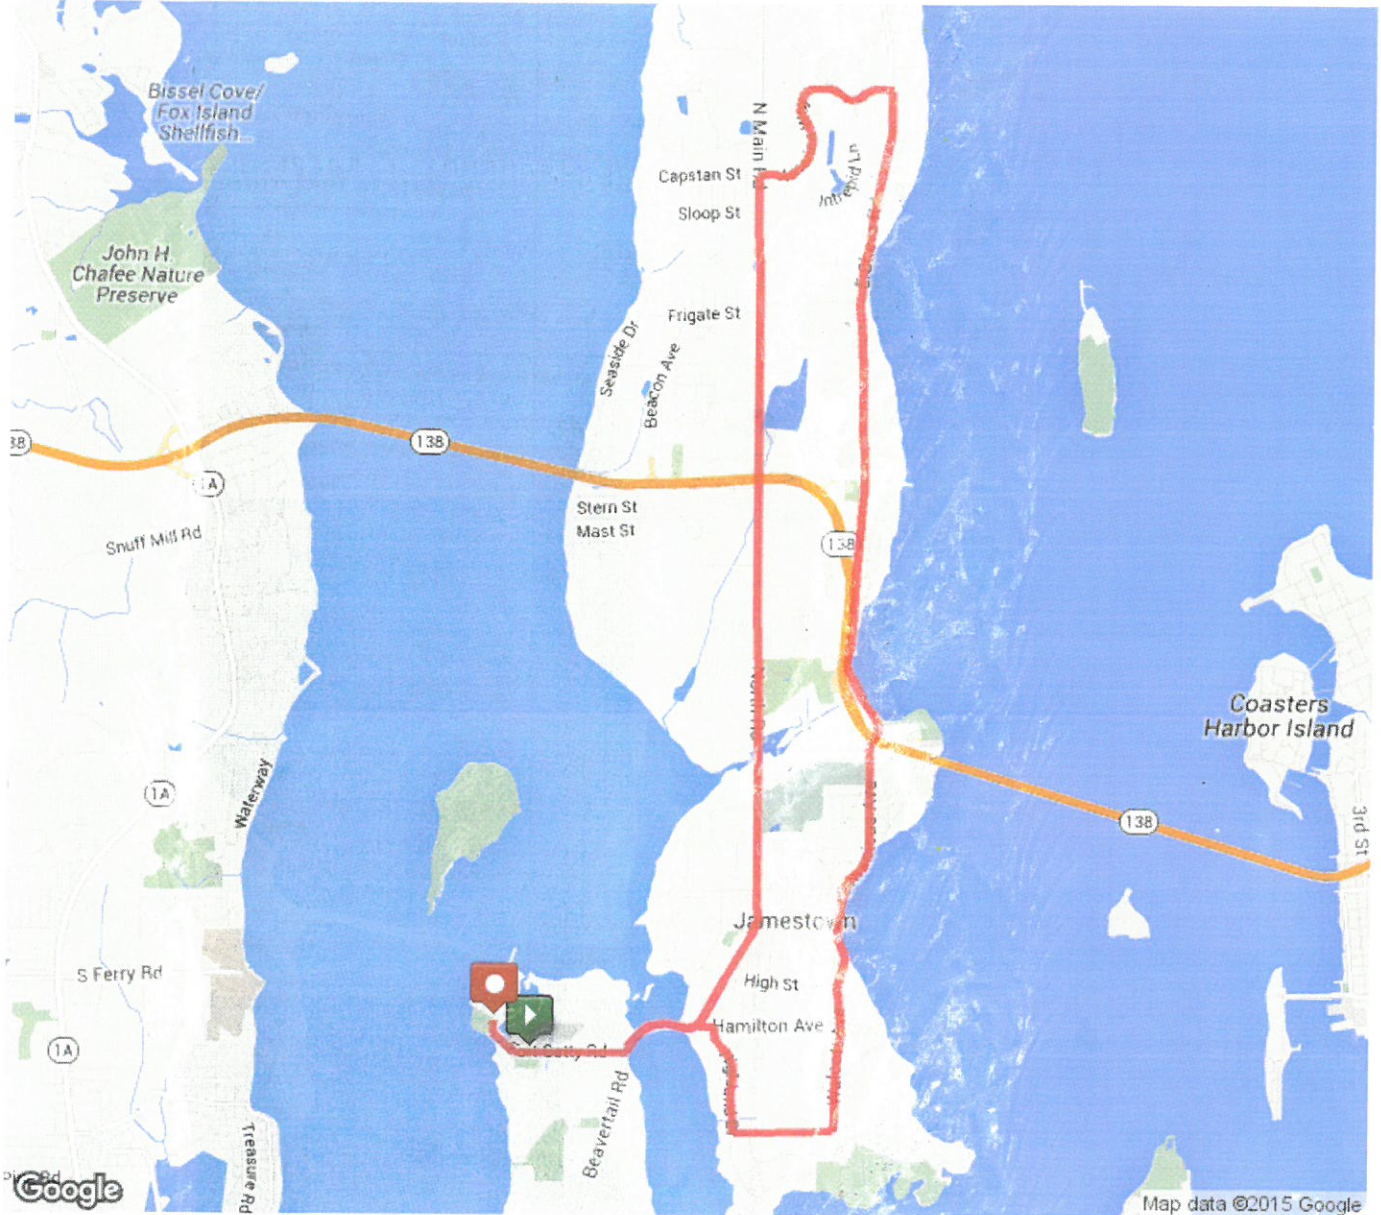 Bissel Cove/
Fox Island
Shellfish...
N Main Rd
Capstan St
Intrepid Ln
Sloop St
John H.
Chafee Nature
Preserve
Frigate St
Seaside Dr
Beacon Ave
138
1A
Stern St
Mast St
Snuff Mill Rd
138
North Rd
Coasters
Harbor Island
1A
Waterway
138
3rd St
Jamestown
S Ferry Rd
High St
Hamilton Ave
1A
Fort Getty Rd
Beavertail Rd
Treasure Rd
Google
Map data ©2015 Google